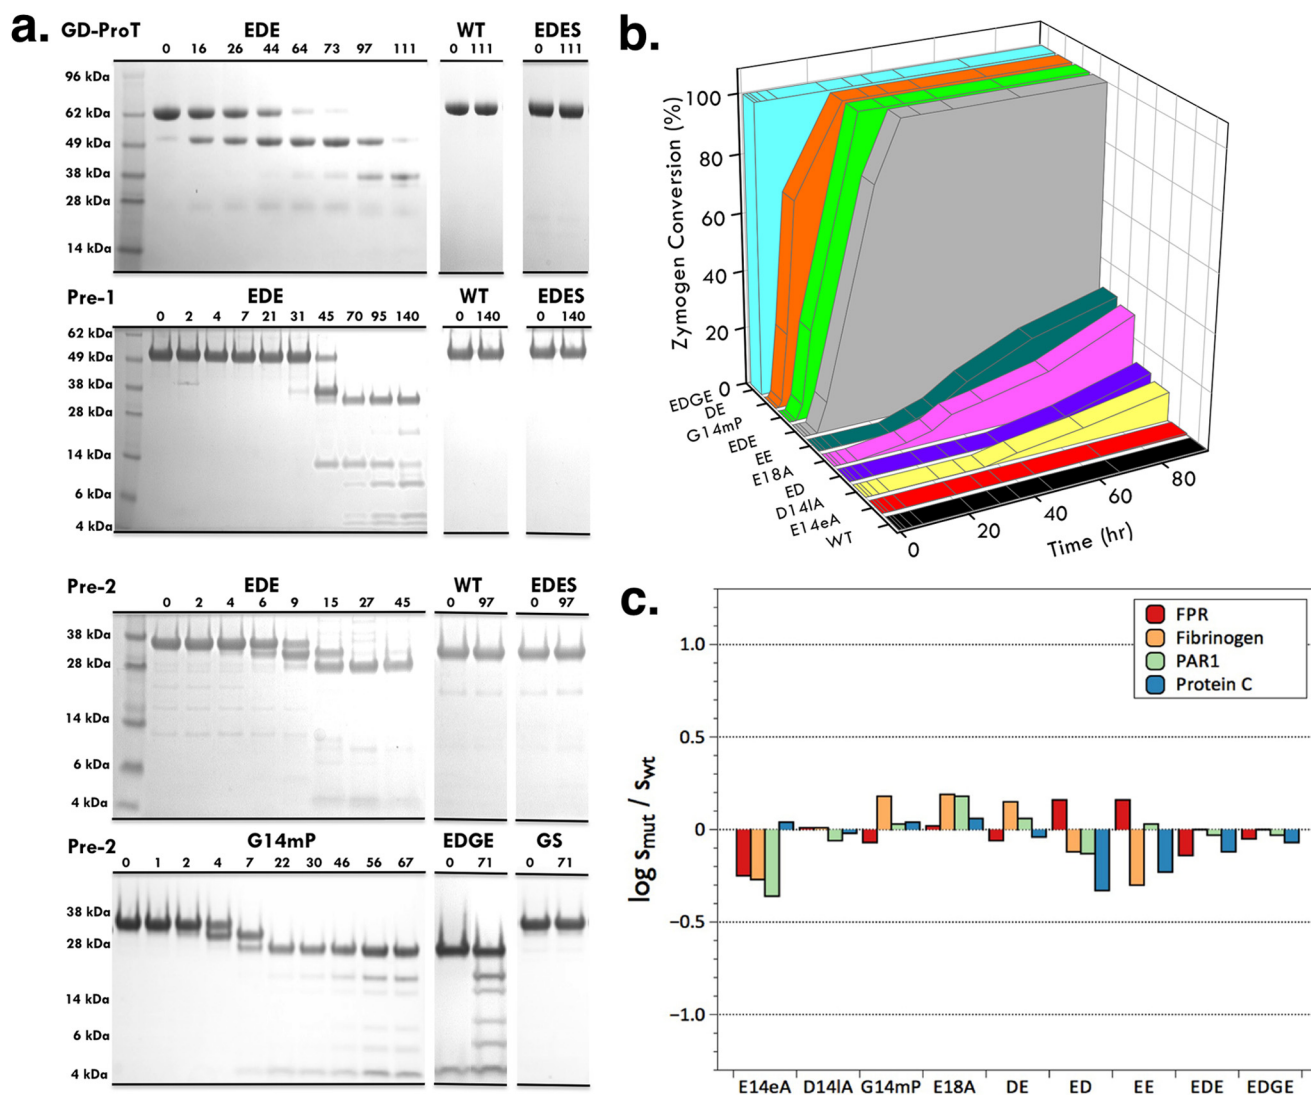 a.
GD-ProT EDE WT EDES
0 16 26 44 64 73 97 111 0 111 0 111
96 kDa
62 kDa
49 kDa
38 kDa
28 kDa
14 kDa
Pre-1 EDE WT EDES
0 2 4 7 21 31 45 70 95 140 0 140 0 140
62 kDa
49 kDa
38 kDa
28 kDa
14 kDa
6 kDa
4 kDa
Pre-2 EDE WT EDES
0 2 4 6 9 15 27 45 0 97 0 97
38 kDa
28 kDa
14 kDa
6 kDa
4 kDa
Pre-2 G14mP EDGE GS
0 1 2 4 7 22 30 46 56 67 0 71 0 71
38 kDa
28 kDa
14 kDa
6 kDa
4 kDa
b.
Zymogen Conversion (%)
100
80
60
40
20
0
EDGE
DE
G14mP
EDE
EE
E18A
ED
D14lA
E14eA
WT
0 20 40 60 80
Time (hr)
c.
FPR
Fibrinogen
PAR1
Protein C
log smut / swt
1.0
0.5
0
−0.5
−1.0
E14eA D14lA G14mP E18A DE ED EE EDE EDGE